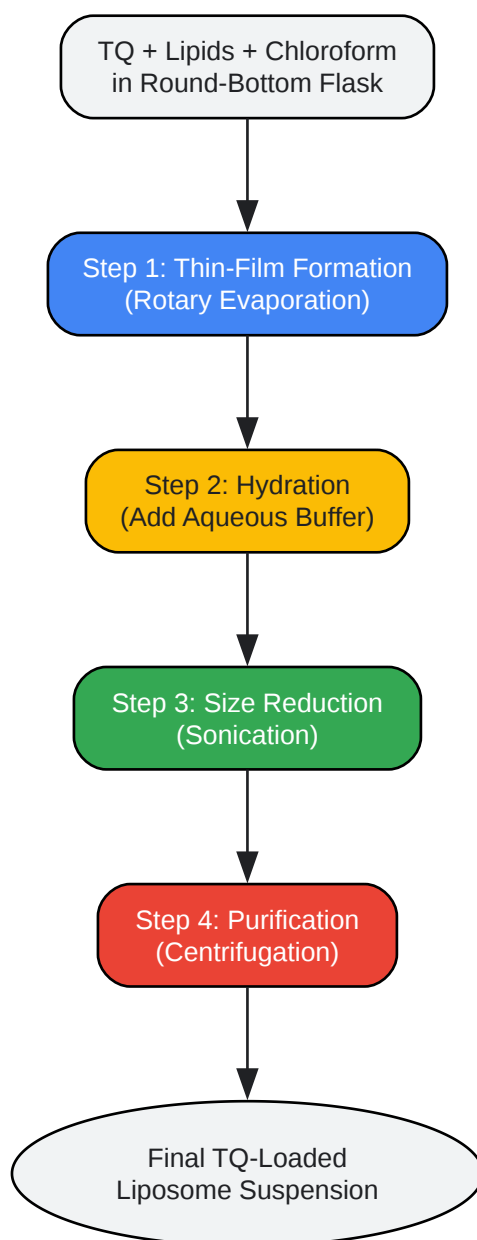 TQ + Lipids + Chloroform
in Round-Bottom Flask
Step 1: Thin-Film Formation
(Rotary Evaporation)
Step 2: Hydration
(Add Aqueous Buffer)
Step 3: Size Reduction
(Sonication)
Step 4: Purification
(Centrifugation)
Final TQ-Loaded
Liposome Suspension